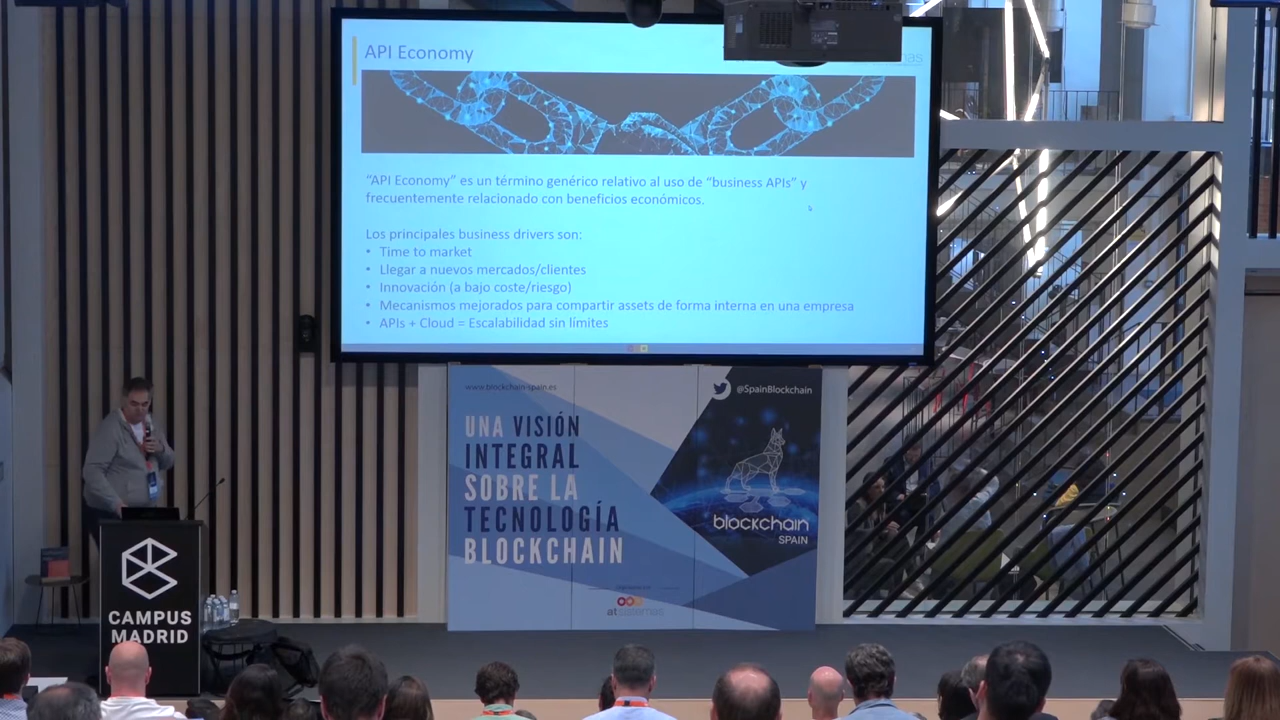 API Economy
“API Economy” es un término genérico relativo al uso de “business APIs” y
frecuentemente relacionado con beneficios económicos.
Los principales business drivers son:
• Time to market
• Llegar a nuevos mercados/clientes
• Innovación (a bajo coste/riesgo)
• Mecanismos mejorados para compartir assets de forma interna en una empresa
• APIs + Cloud = Escalabilidad sin límites
www.blockchain-spain.es
@SpainBlockchain
UNA VISIÓN
INTEGRAL
SOBRE LA
TECNOLOGÍA
BLOCKCHAIN
blockchain
SPAIN
atsistemas
CAMPUS
MADRID